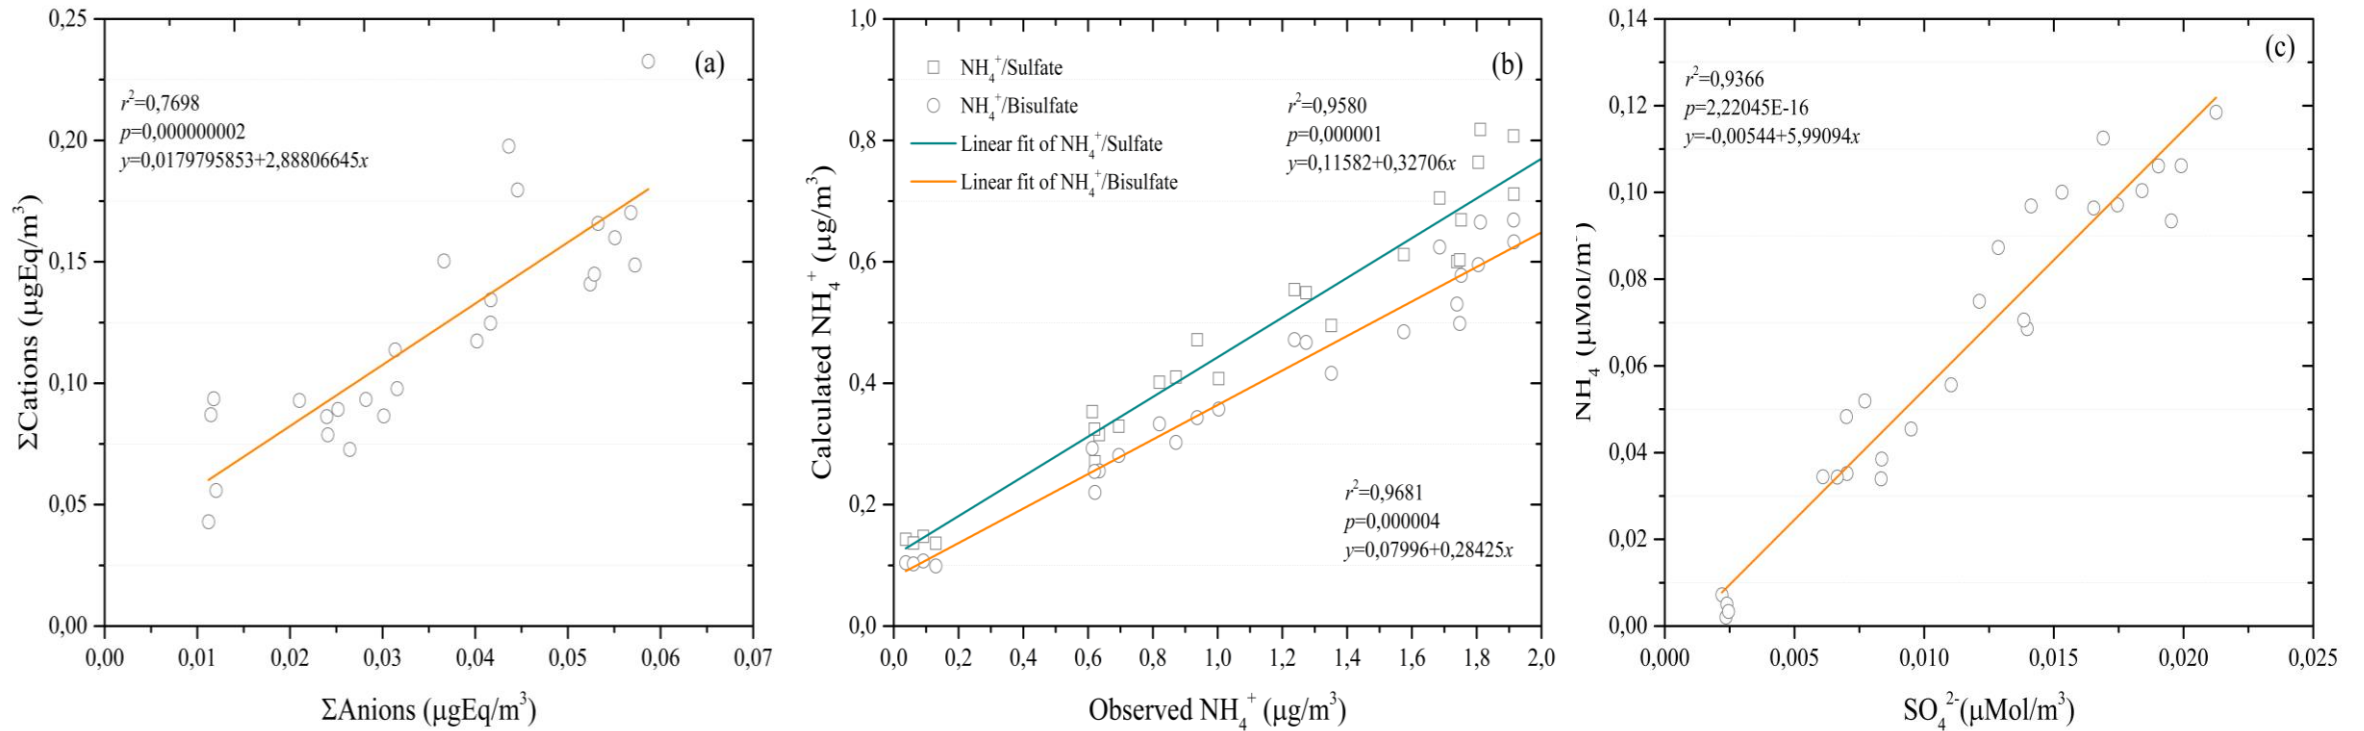 (a)
r²=0,7698
p=0,000000002
y=0,0179795853+2,88806645x
ΣCations (μgEq/m³)
0,25
0,20
0,15
0,10
0,05
0,00
0,00 0,01 0,02 0,03 0,04 0,05 0,06 0,07
ΣAnions (μgEq/m³)
(b)
NH₄⁺/Sulfate
NH₄⁺/Bisulfate
Linear fit of NH₄⁺/Sulfate
Linear fit of NH₄⁺/Bisulfate
r²=0,9580
p=0,000001
y=0,11582+0,32706x
r²=0,9681
p=0,000004
y=0,07996+0,28425x
Calculated NH₄⁺ (μg/m³)
1,0
0,8
0,6
0,4
0,2
0,0
0,0 0,2 0,4 0,6 0,8 1,0 1,2 1,4 1,6 1,8 2,0
Observed NH₄⁺ (μg/m³)
(c)
r²=0,9366
p=2,22045E-16
y=-0,00544+5,99094x
NH₄ (μMol/m
0,14
0,12
0,10
0,08
0,06
0,04
0,02
0,00
0,000 0,005 0,010 0,015 0,020 0,025
SO₄²⁻(μMol/m³)